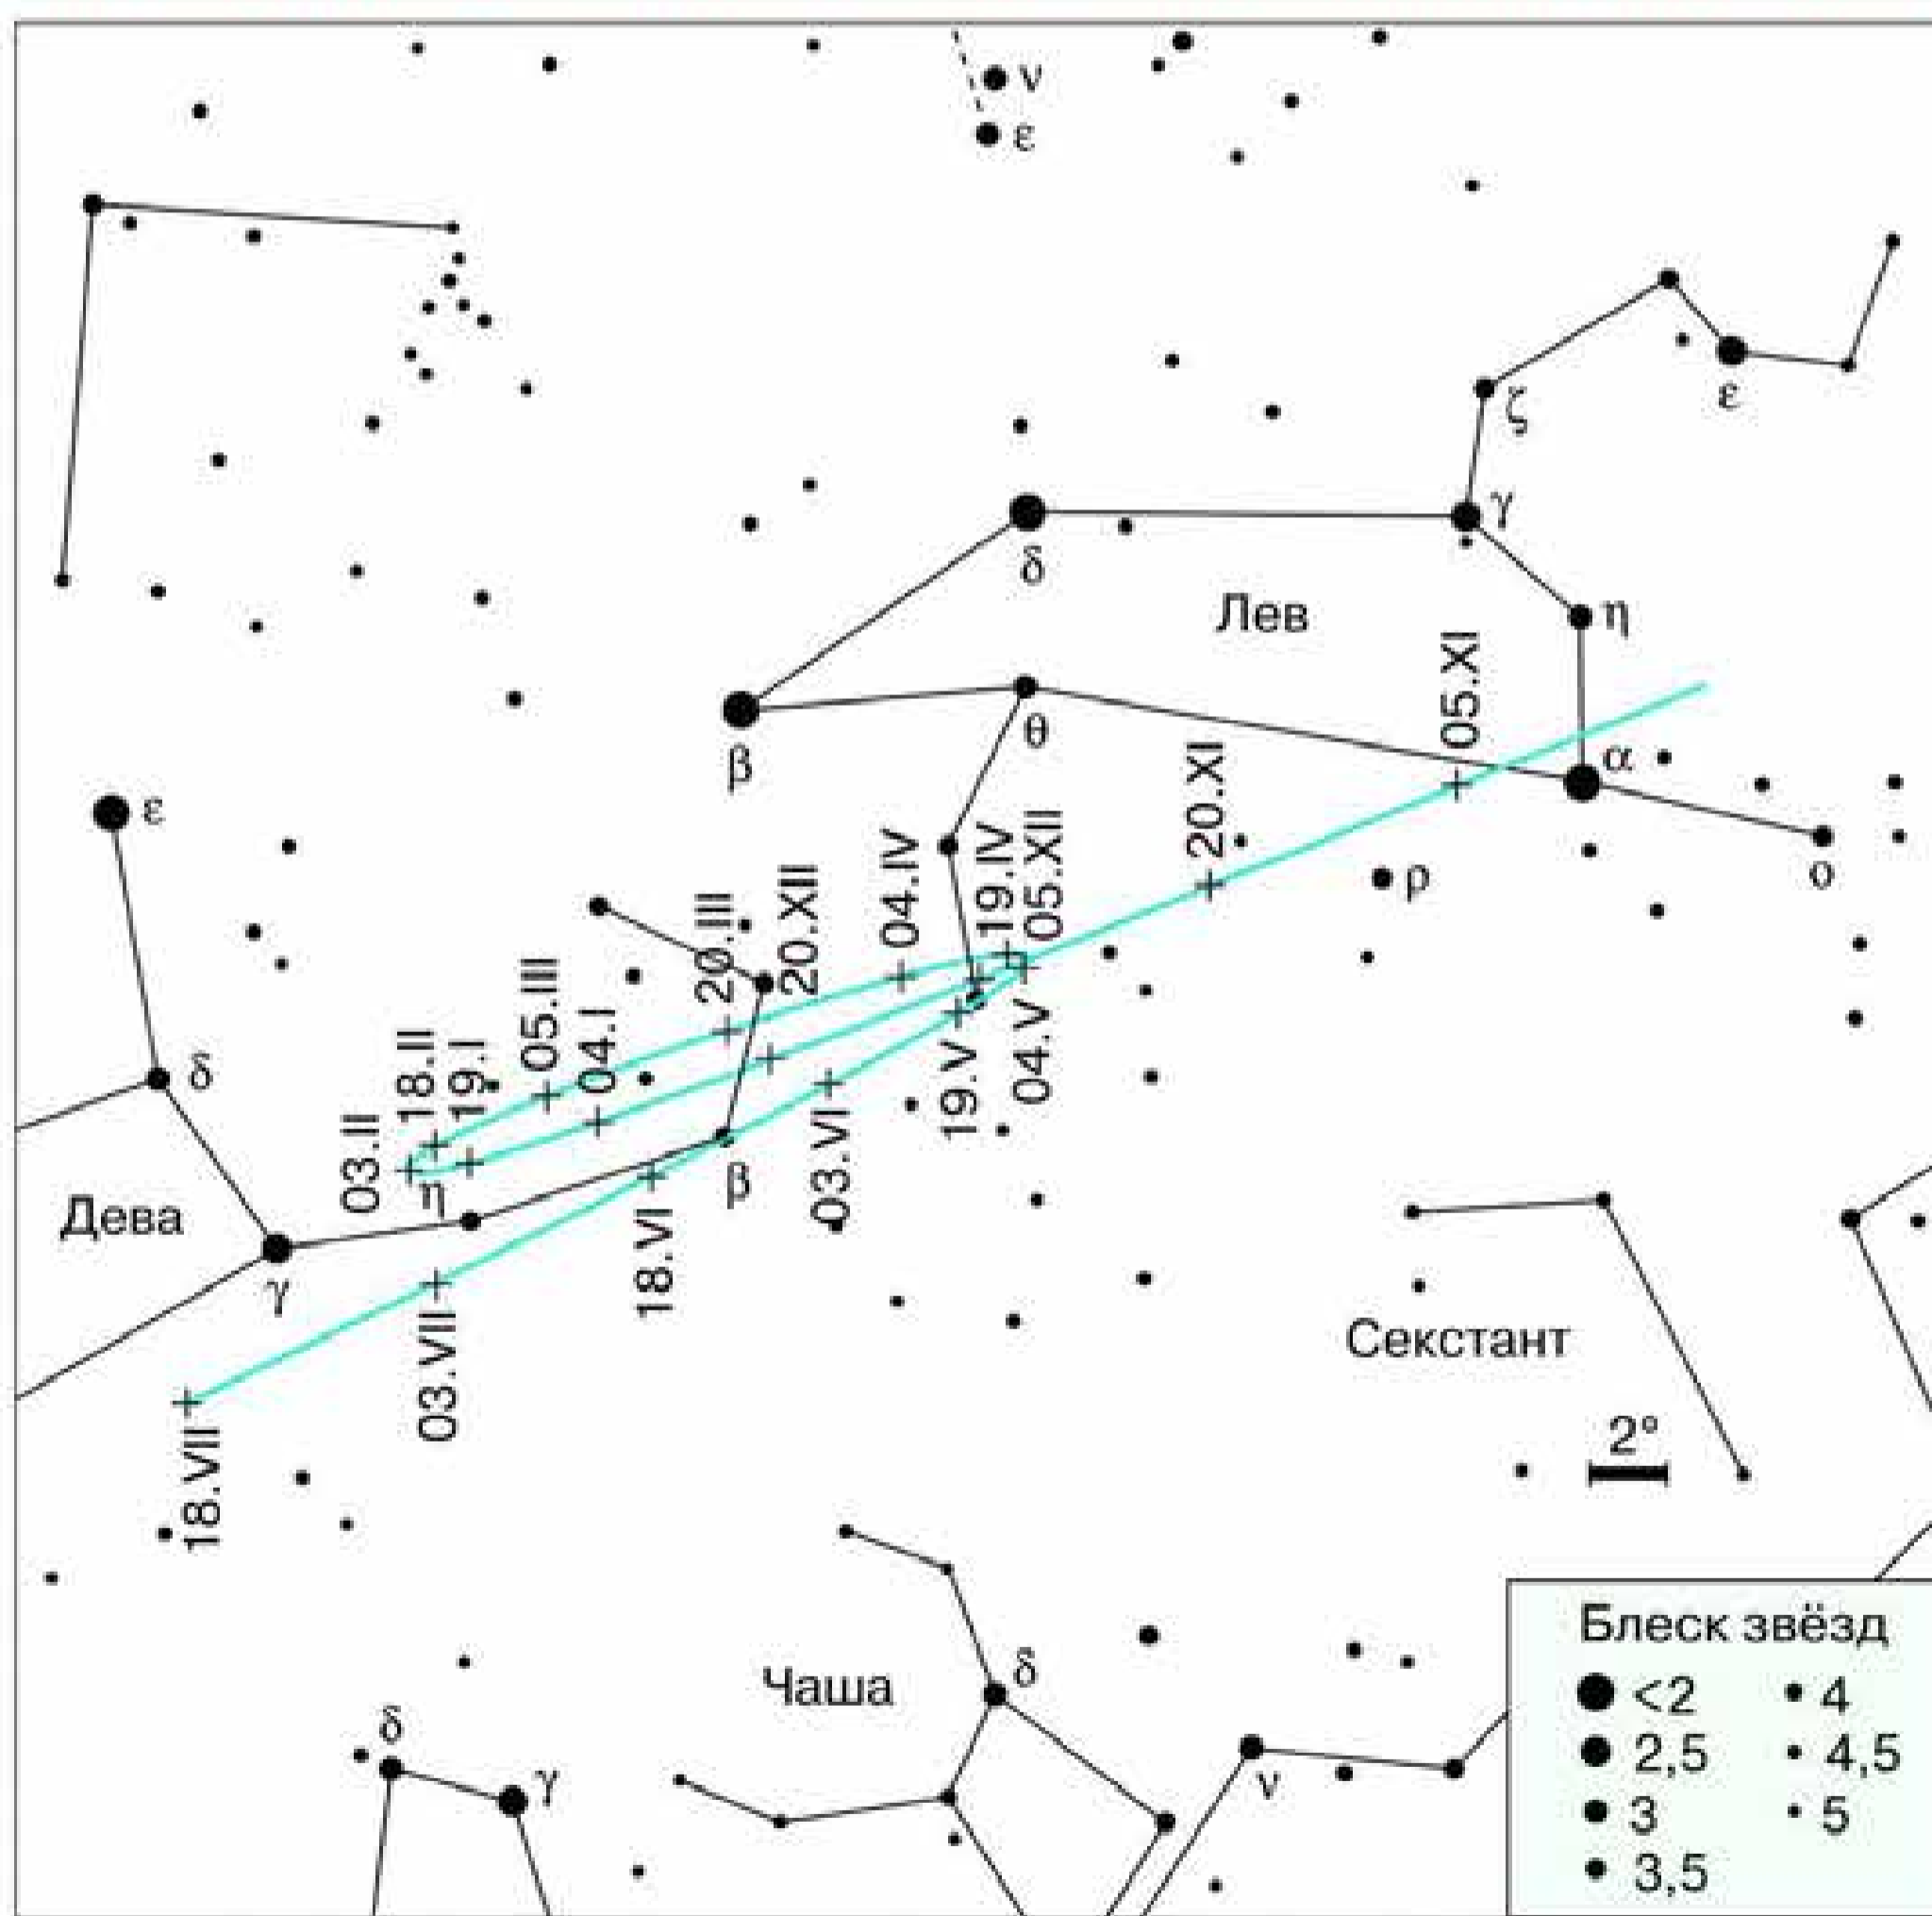 ν
ε
ζ
ε
γ
δ
Лев
η
05.XI
β
θ
α
20.XI
ε
ρ
ο
04.IV
19.IV
05.XII
20.III
20.XII
05.III
04.I
18.II
19.I
03.II
δ
19.V
04.V
03.VI
η
β
Дева
γ
18.VI
03.VII
Секстант
2°
18.VII
Чаша
δ
δ
γ
ν
Блеск звёзд
<2 4
2,5 4,5
3 5
3,5